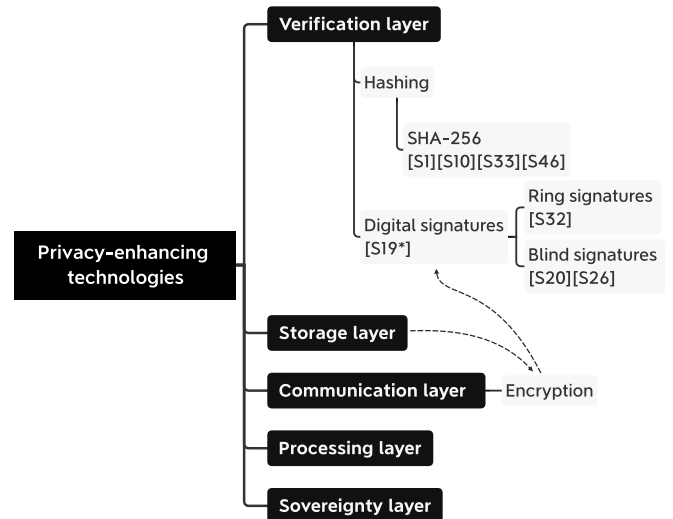 Verification layer
Hashing
SHA-256
[S1][S10][S33][S46]
Ring signatures
[S32]
Digital signatures
[S19*]
Blind signatures
[S20][S26]
Privacy-enhancing
technologies
Storage layer
Communication layer
Encryption
Processing layer
Sovereignty layer